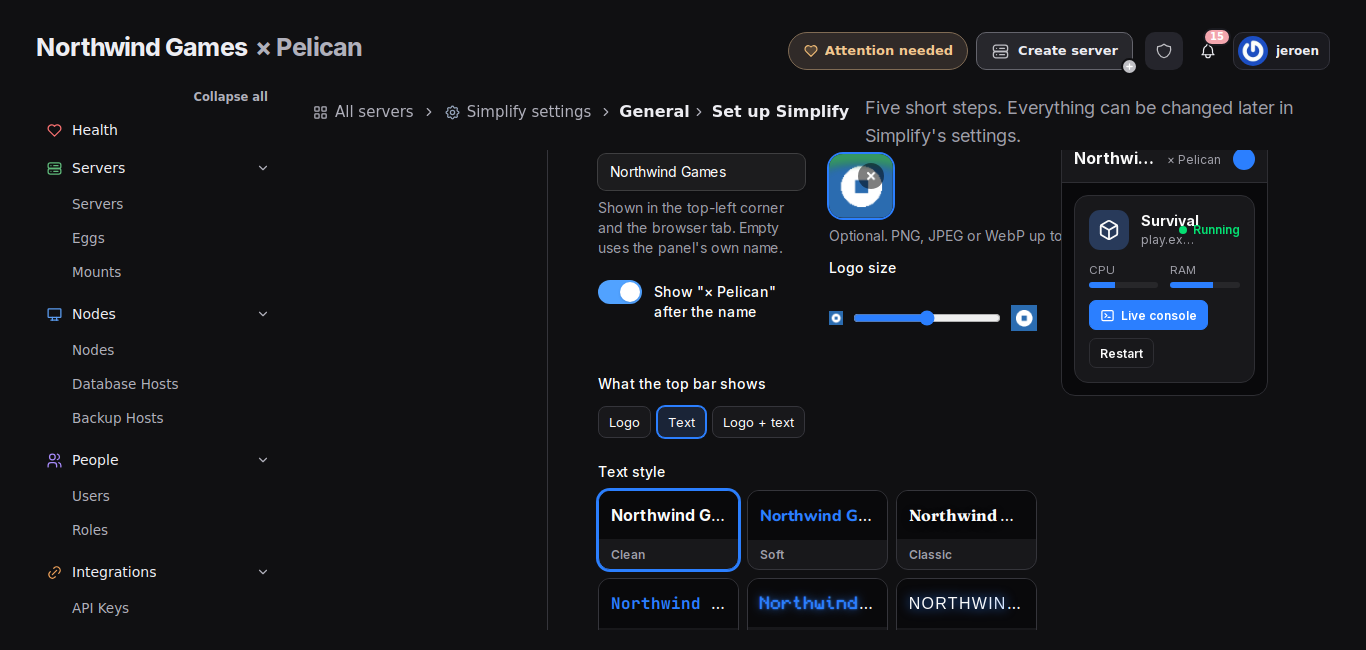 Northwind Games × Pelican
Attention needed
Create server
15
jeroen
Collapse all
Health
Servers
Servers
Eggs
Mounts
Nodes
Nodes
Database Hosts
Backup Hosts
People
Users
Roles
Integrations
API Keys
All servers > Simplify settings > General > Set up Simplify
Five short steps. Everything can be changed later in
Simplify's settings.
Northwind Games
Shown in the top-left corner
and the browser tab. Empty
uses the panel's own name.
Show "× Pelican"
after the name
Optional. PNG, JPEG or WebP up to
Logo size
What the top bar shows
Logo
Text
Logo + text
Text style
Northwind G...
Clean
Northwind G...
Soft
Northwind ...
Classic
Northwind ...
Northwind...
NORTHWIN...
Northwi... × Pelican
Survival
play.ex...
Running
CPU
RAM
Live console
Restart